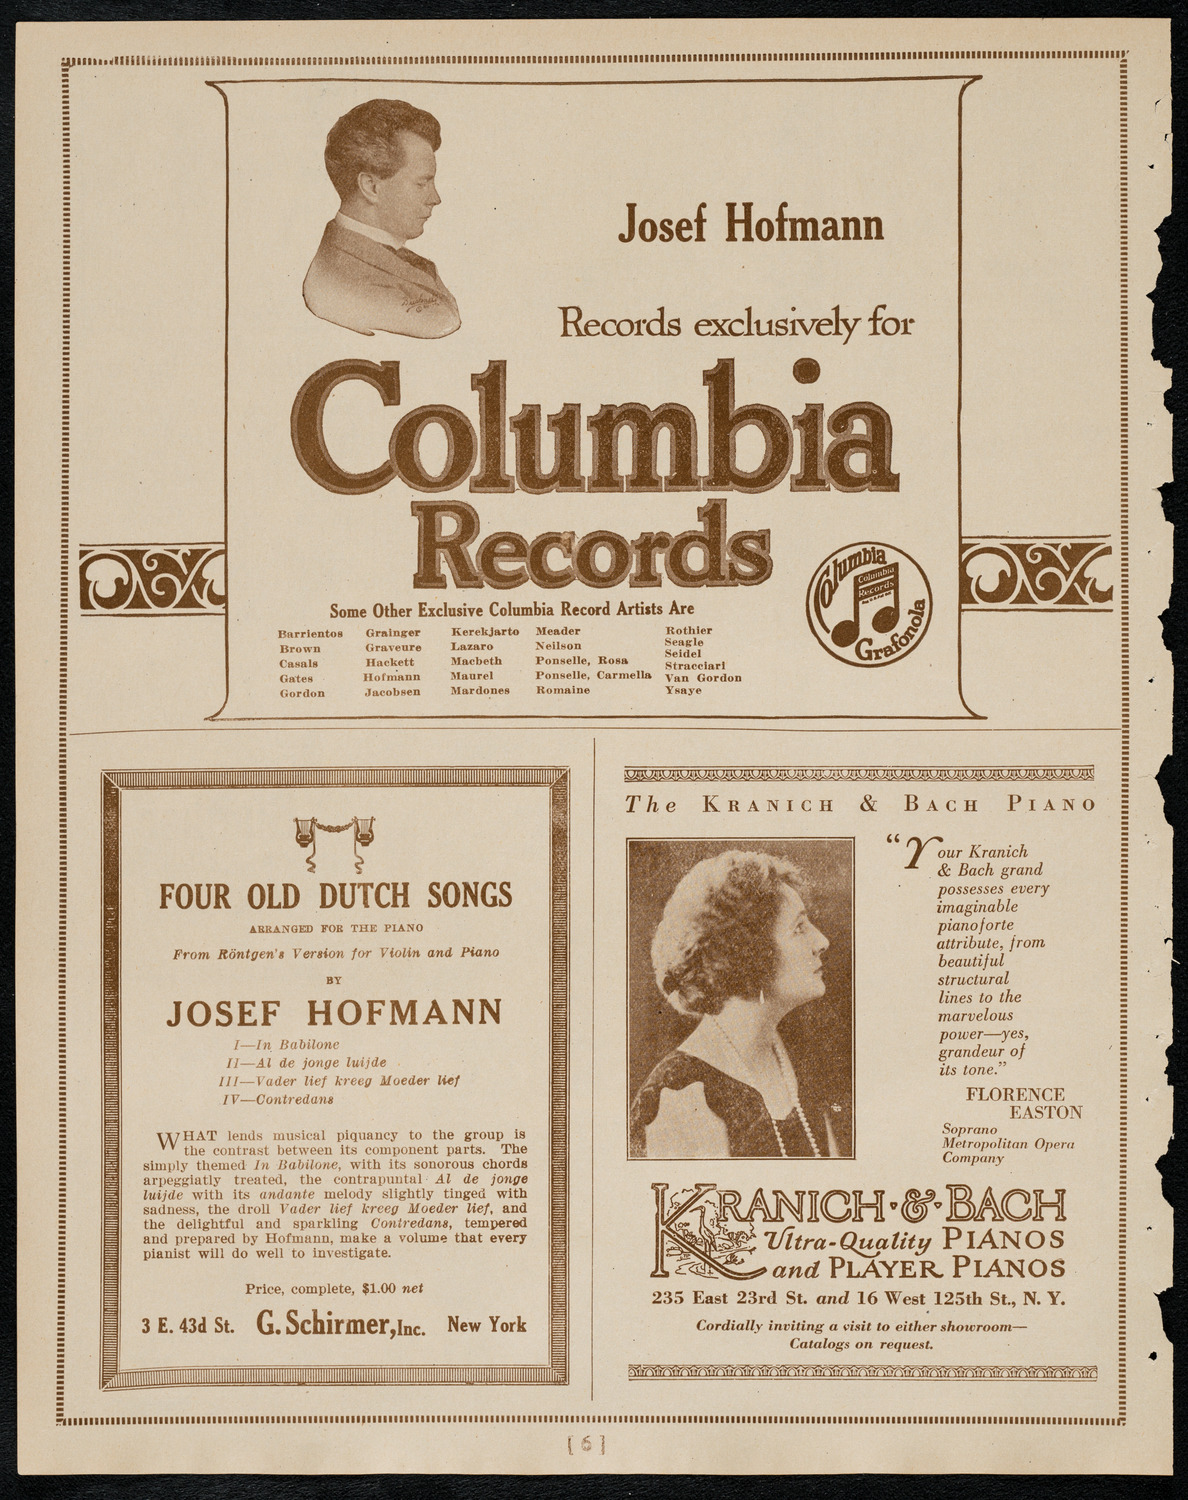 Josef Hofmann
Records exclusively for
Columbia
Records
Columbia
Columbia
Records
Grafonola
Some Other Exclusive Columbia Record Artists Are
Barrientos
Brown
Casals
Gates
Gordon
Grainger
Graveure
Hackett
Hofmann
Jacobsen
Kerekjarto
Lazaro
Macbeth
Maurel
Mardones
Meader
Neilson
Ponselle, Rosa
Ponselle, Carmella
Romaine
Rothier
Seagle
Seidel
Stracciari
Van Gordon
Ysaye
FOUR OLD DUTCH SONGS
ARRANGED FOR THE PIANO
From Röntgen's Version for Violin and Piano
BY
JOSEF HOFMANN
I—In Babilone
II—Al de jonge luijde
III—Vader lief kreeg Moeder lief
IV—Contredans
WHAT lends musical piquancy to the group is
the contrast between its component parts. The
simply themed In Babilone, with its sonorous chords
arpeggiatly treated, the contrapuntal Al de jonge
luijde with its andante melody slightly tinged with
sadness, the droll Vader lief kreeg Moeder lief, and
the delightful and sparkling Contredans, tempered
and prepared by Hofmann, make a volume that every
pianist will do well to investigate.
Price, complete, $1.00 net
3 E. 43d St. G. Schirmer, Inc. New York
The KRANICH & BACH PIANO
"Your Kranich
& Bach grand
possesses every
imaginable
pianoforte
attribute, from
beautiful
structural
lines to the
marvelous
power—yes,
grandeur of
its tone."
FLORENCE
EASTON
Soprano
Metropolitan Opera
Company
KRANICH·&·BACH
Ultra-Quality PIANOS
and PLAYER PIANOS
235 East 23rd St. and 16 West 125th St., N. Y.
Cordially inviting a visit to either showroom—
Catalogs on request.
[ 6 ]